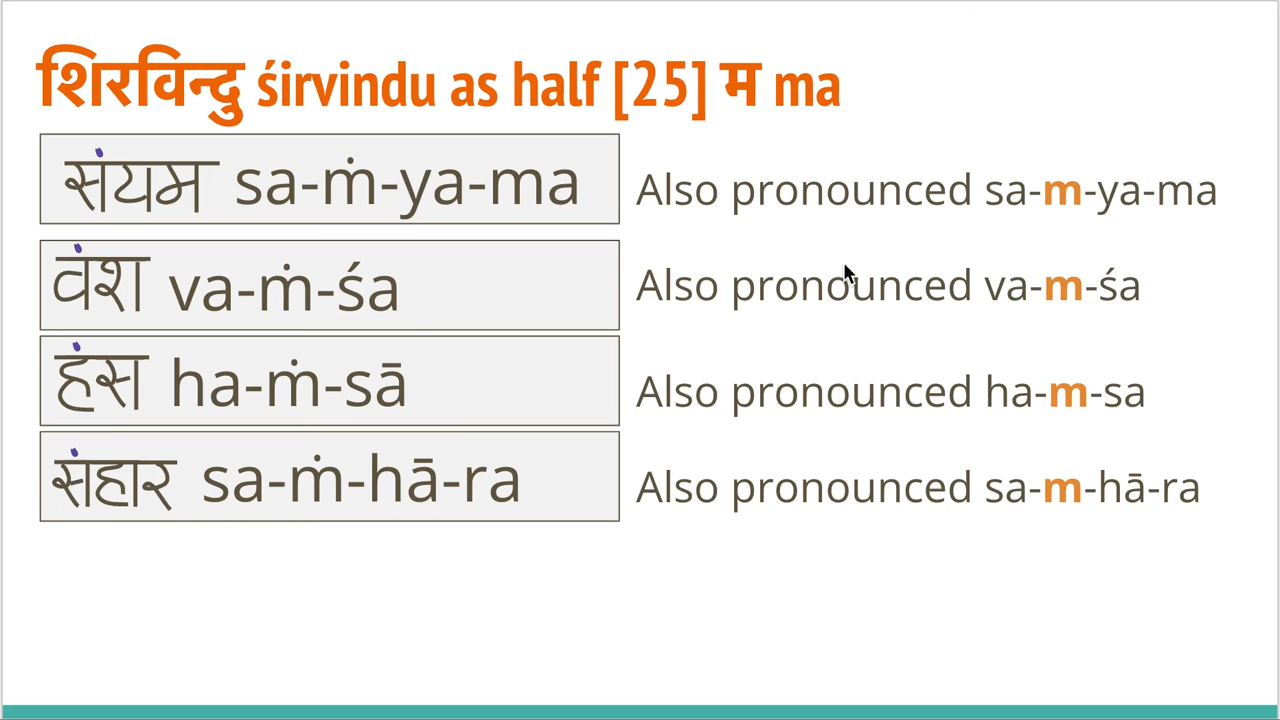 शिरविन्दु śirvindu as half [25] म ma
संयम sa-ṁ-ya-ma Also pronounced sa-m-ya-ma
वंश va-ṁ-śa Also pronounced va-m-śa
हंस ha-ṁ-sā Also pronounced ha-m-sa
संहार sa-ṁ-hā-ra Also pronounced sa-m-hā-ra